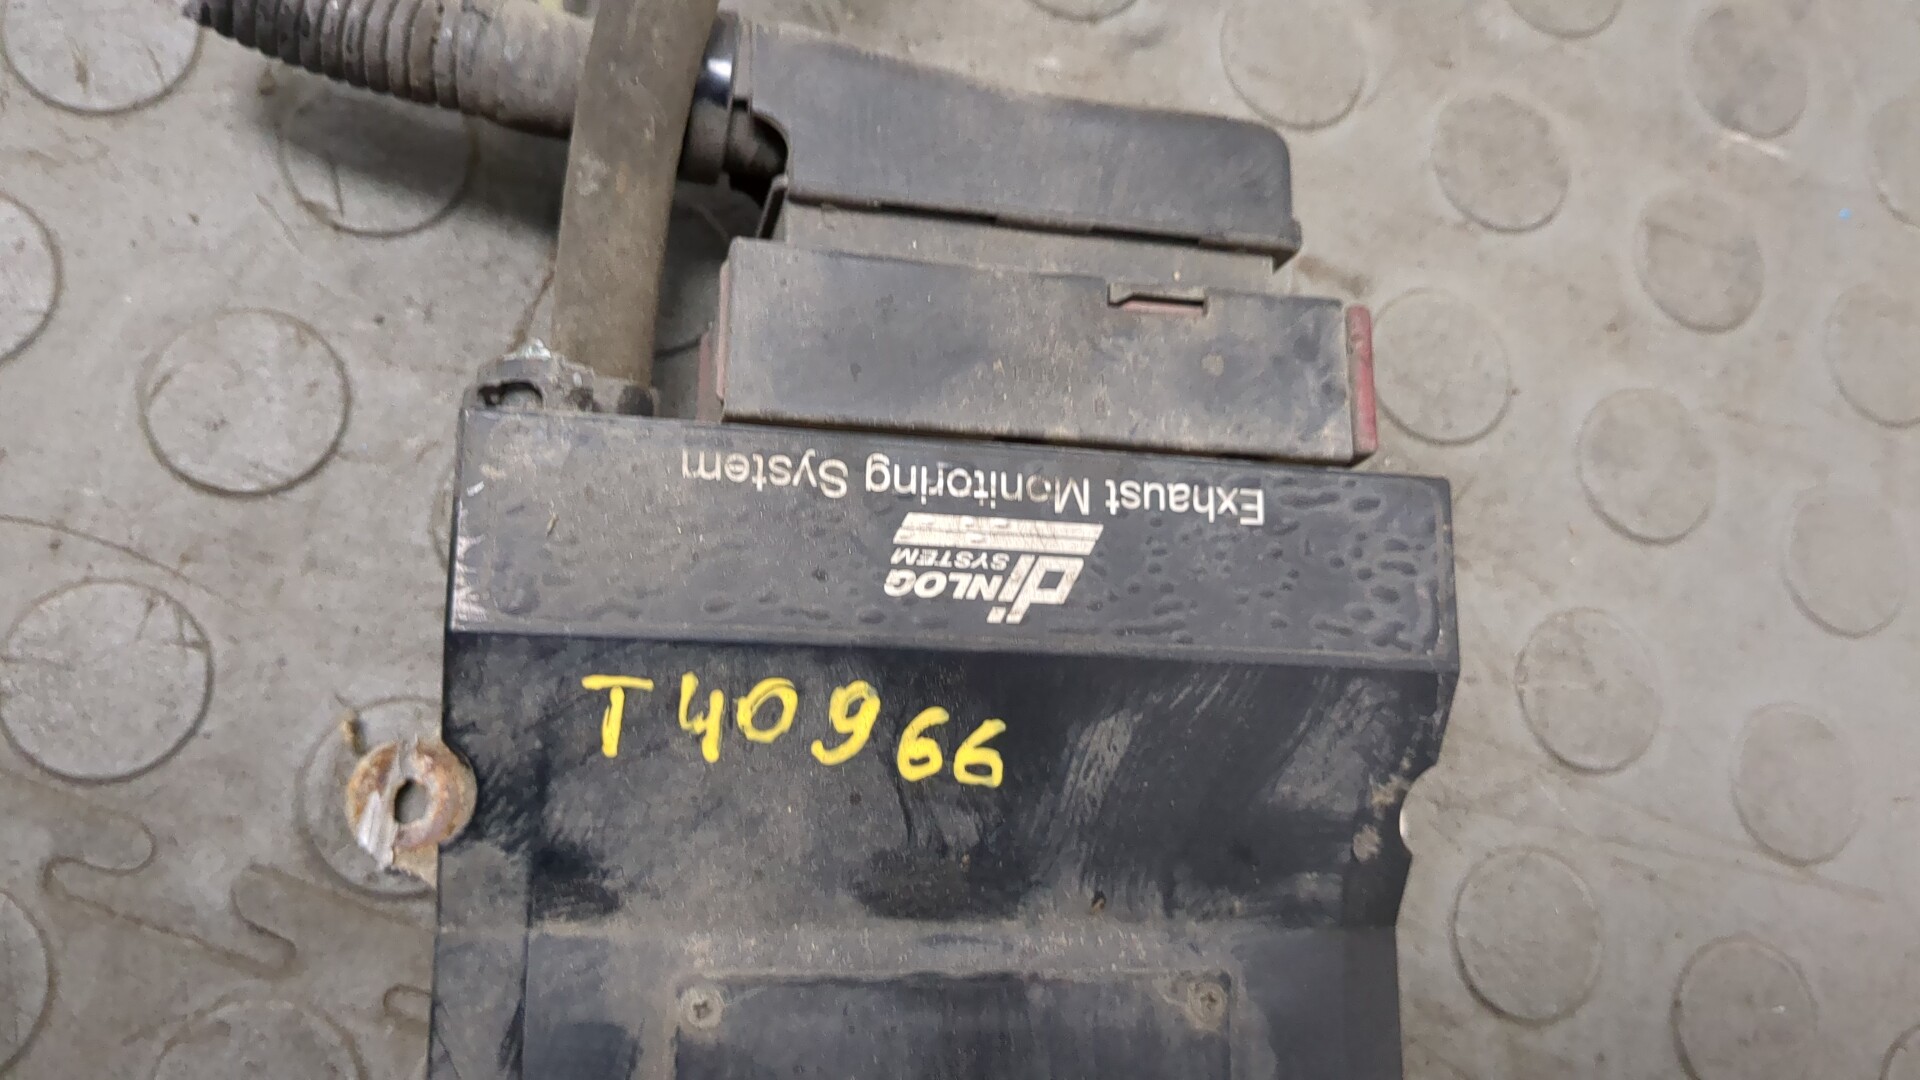 Exhaust Monitoring System
dINLOG
SYSTEM
T40966